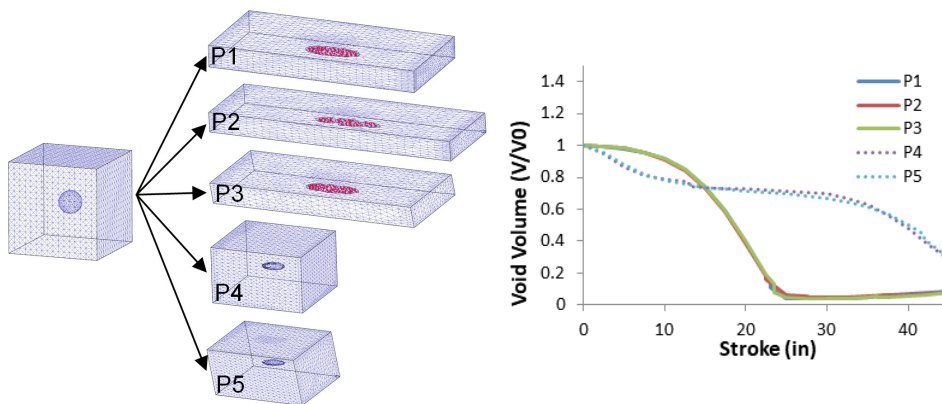 P1
P2
P3
P4
P5
1.4
1.2
1
0.8
0.6
0.4
0.2
0
Void Volume (V/V0)
0 10 20 30 40
Stroke (in)
P1
P2
P3
P4
P5